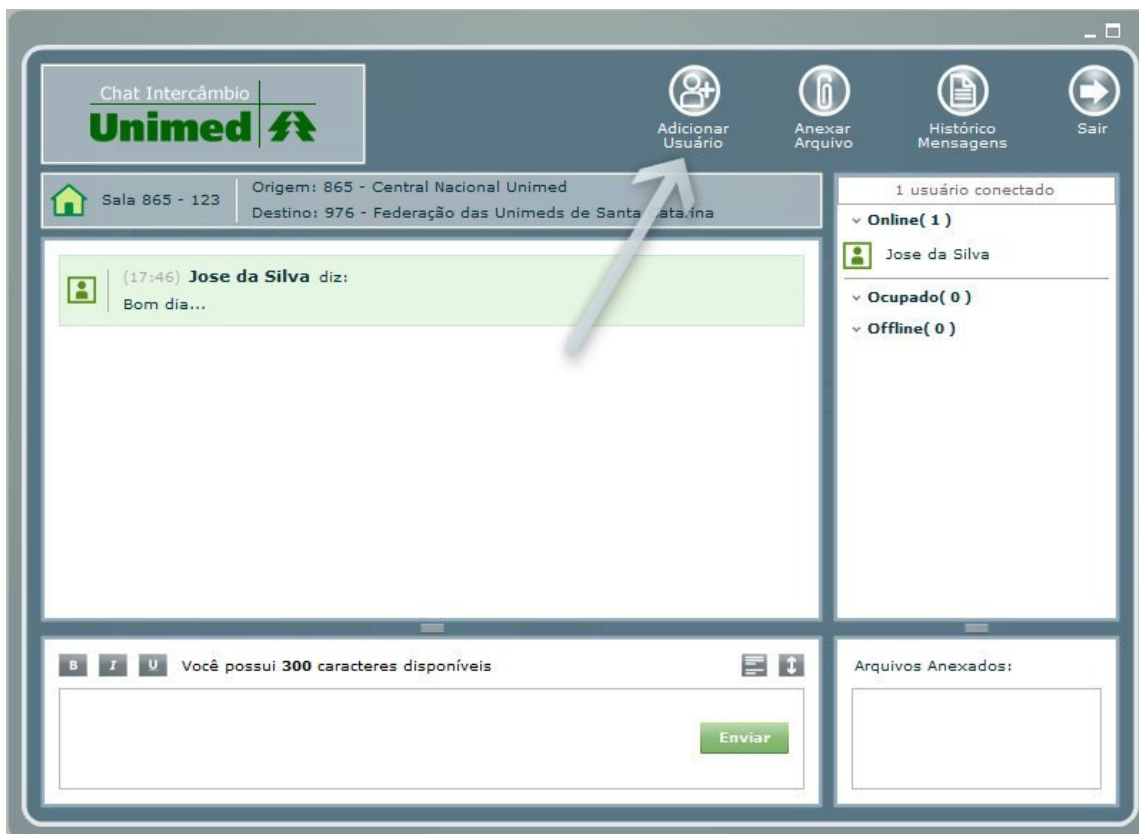 Chat Intercâmbio
Unimed
Adicionar
Usuário
Anexar
Arquivo
Histórico
Mensagens
Sair
Sala 865 - 123
Origem: 865 - Central Nacional Unimed
Destino: 976 - Federação das Unimeds de Santa
1 usuário conectado
Online( 1 )
Jose da Silva
Ocupado( 0 )
Offline( 0 )
(17:46) Jose da Silva diz:
Bom dia...
B I U Você possui 300 caracteres disponíveis
Enviar
Arquivos Anexados: